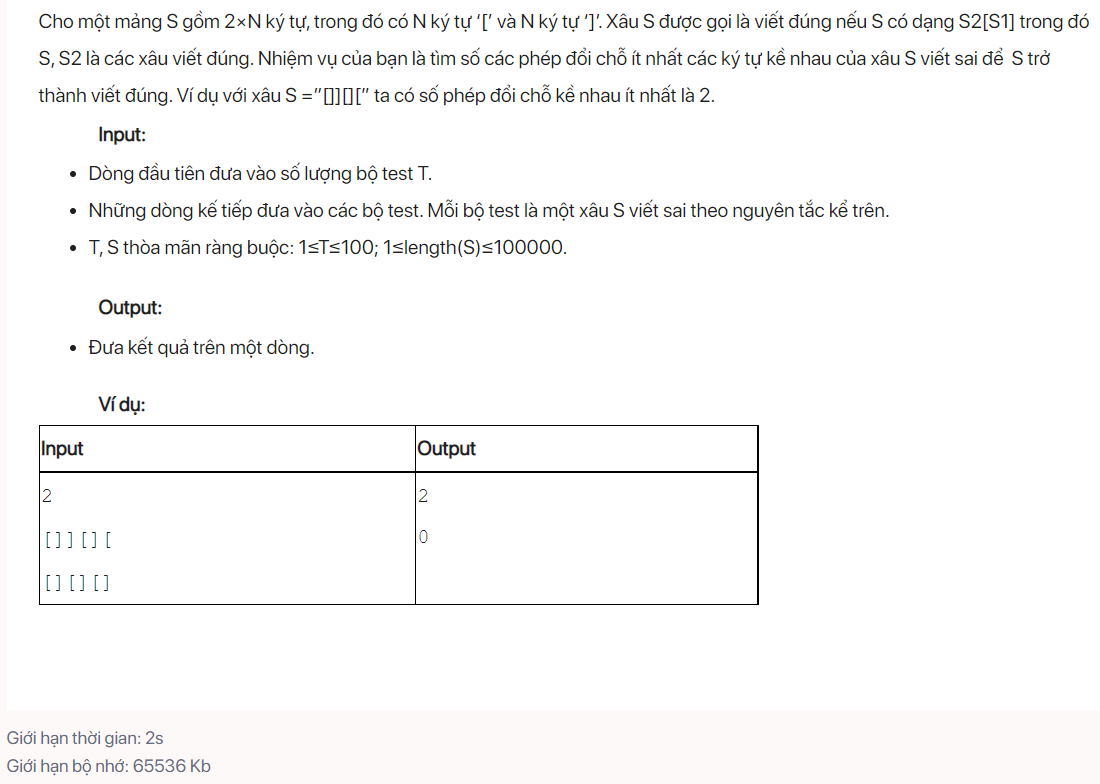 Cho một mảng S gồm 2×N ký tự, trong đó có N ký tự ‘[’ và N ký tự ‘]’. Xâu S được gọi là viết đúng nếu S có dạng S2[S1] trong đó
S, S2 là các xâu viết đúng. Nhiệm vụ của bạn là tìm số các phép đổi chỗ ít nhất các ký tự kề nhau của xâu S viết sai để S trở
thành viết đúng. Ví dụ với xâu S =”[]][][” ta có số phép đổi chỗ kề nhau ít nhất là 2.
Input:
• Dòng đầu tiên đưa vào số lượng bộ test T.
• Những dòng kế tiếp đưa vào các bộ test. Mỗi bộ test là một xâu S viết sai theo nguyên tắc kể trên.
• T, S thỏa mãn ràng buộc: 1≤T≤100; 1≤length(S)≤100000.
Output:
• Đưa kết quả trên một dòng.
Ví dụ:
Input Output
2 2
[]][][ 0
[][][]
Giới hạn thời gian: 2s
Giới hạn bộ nhớ: 65536 Kb